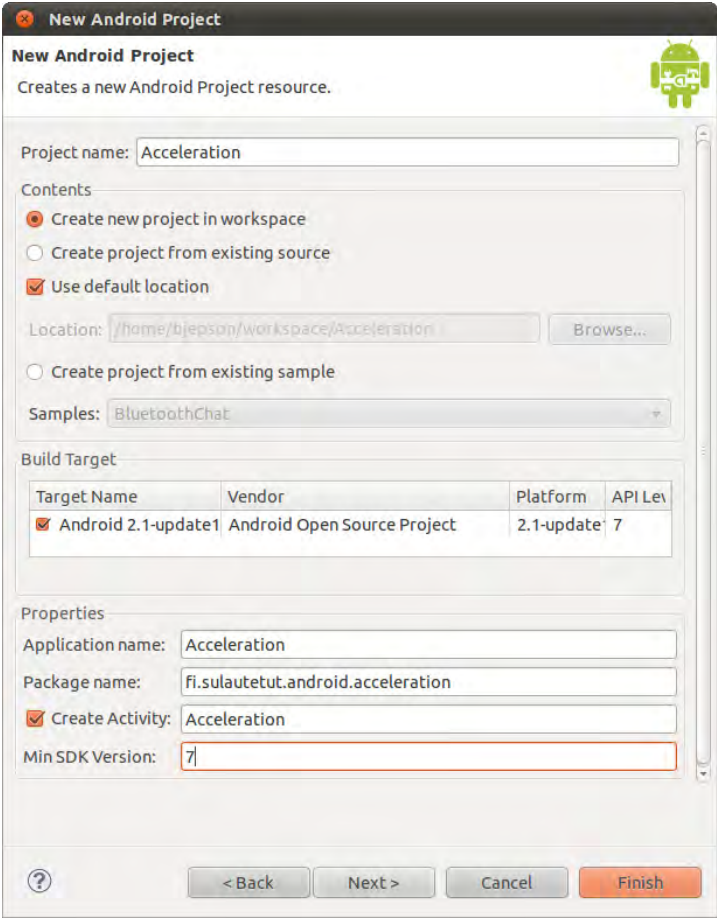 New Android Project
New Android Project
Creates a new Android Project resource.
Project name: Acceleration
Contents
Create new project in workspace
Create project from existing source
Use default location
Location: /home/bjepson/workspace/Acceleration Browse...
Create project from existing sample
Samples: BluetoothChat
Build Target
Target Name Vendor Platform API Lev
Android 2.1-update1 Android Open Source Project 2.1-update1 7
Properties
Application name: Acceleration
Package name: fi.sulautetut.android.acceleration
Create Activity: Acceleration
Min SDK Version: 7
? < Back Next > Cancel Finish